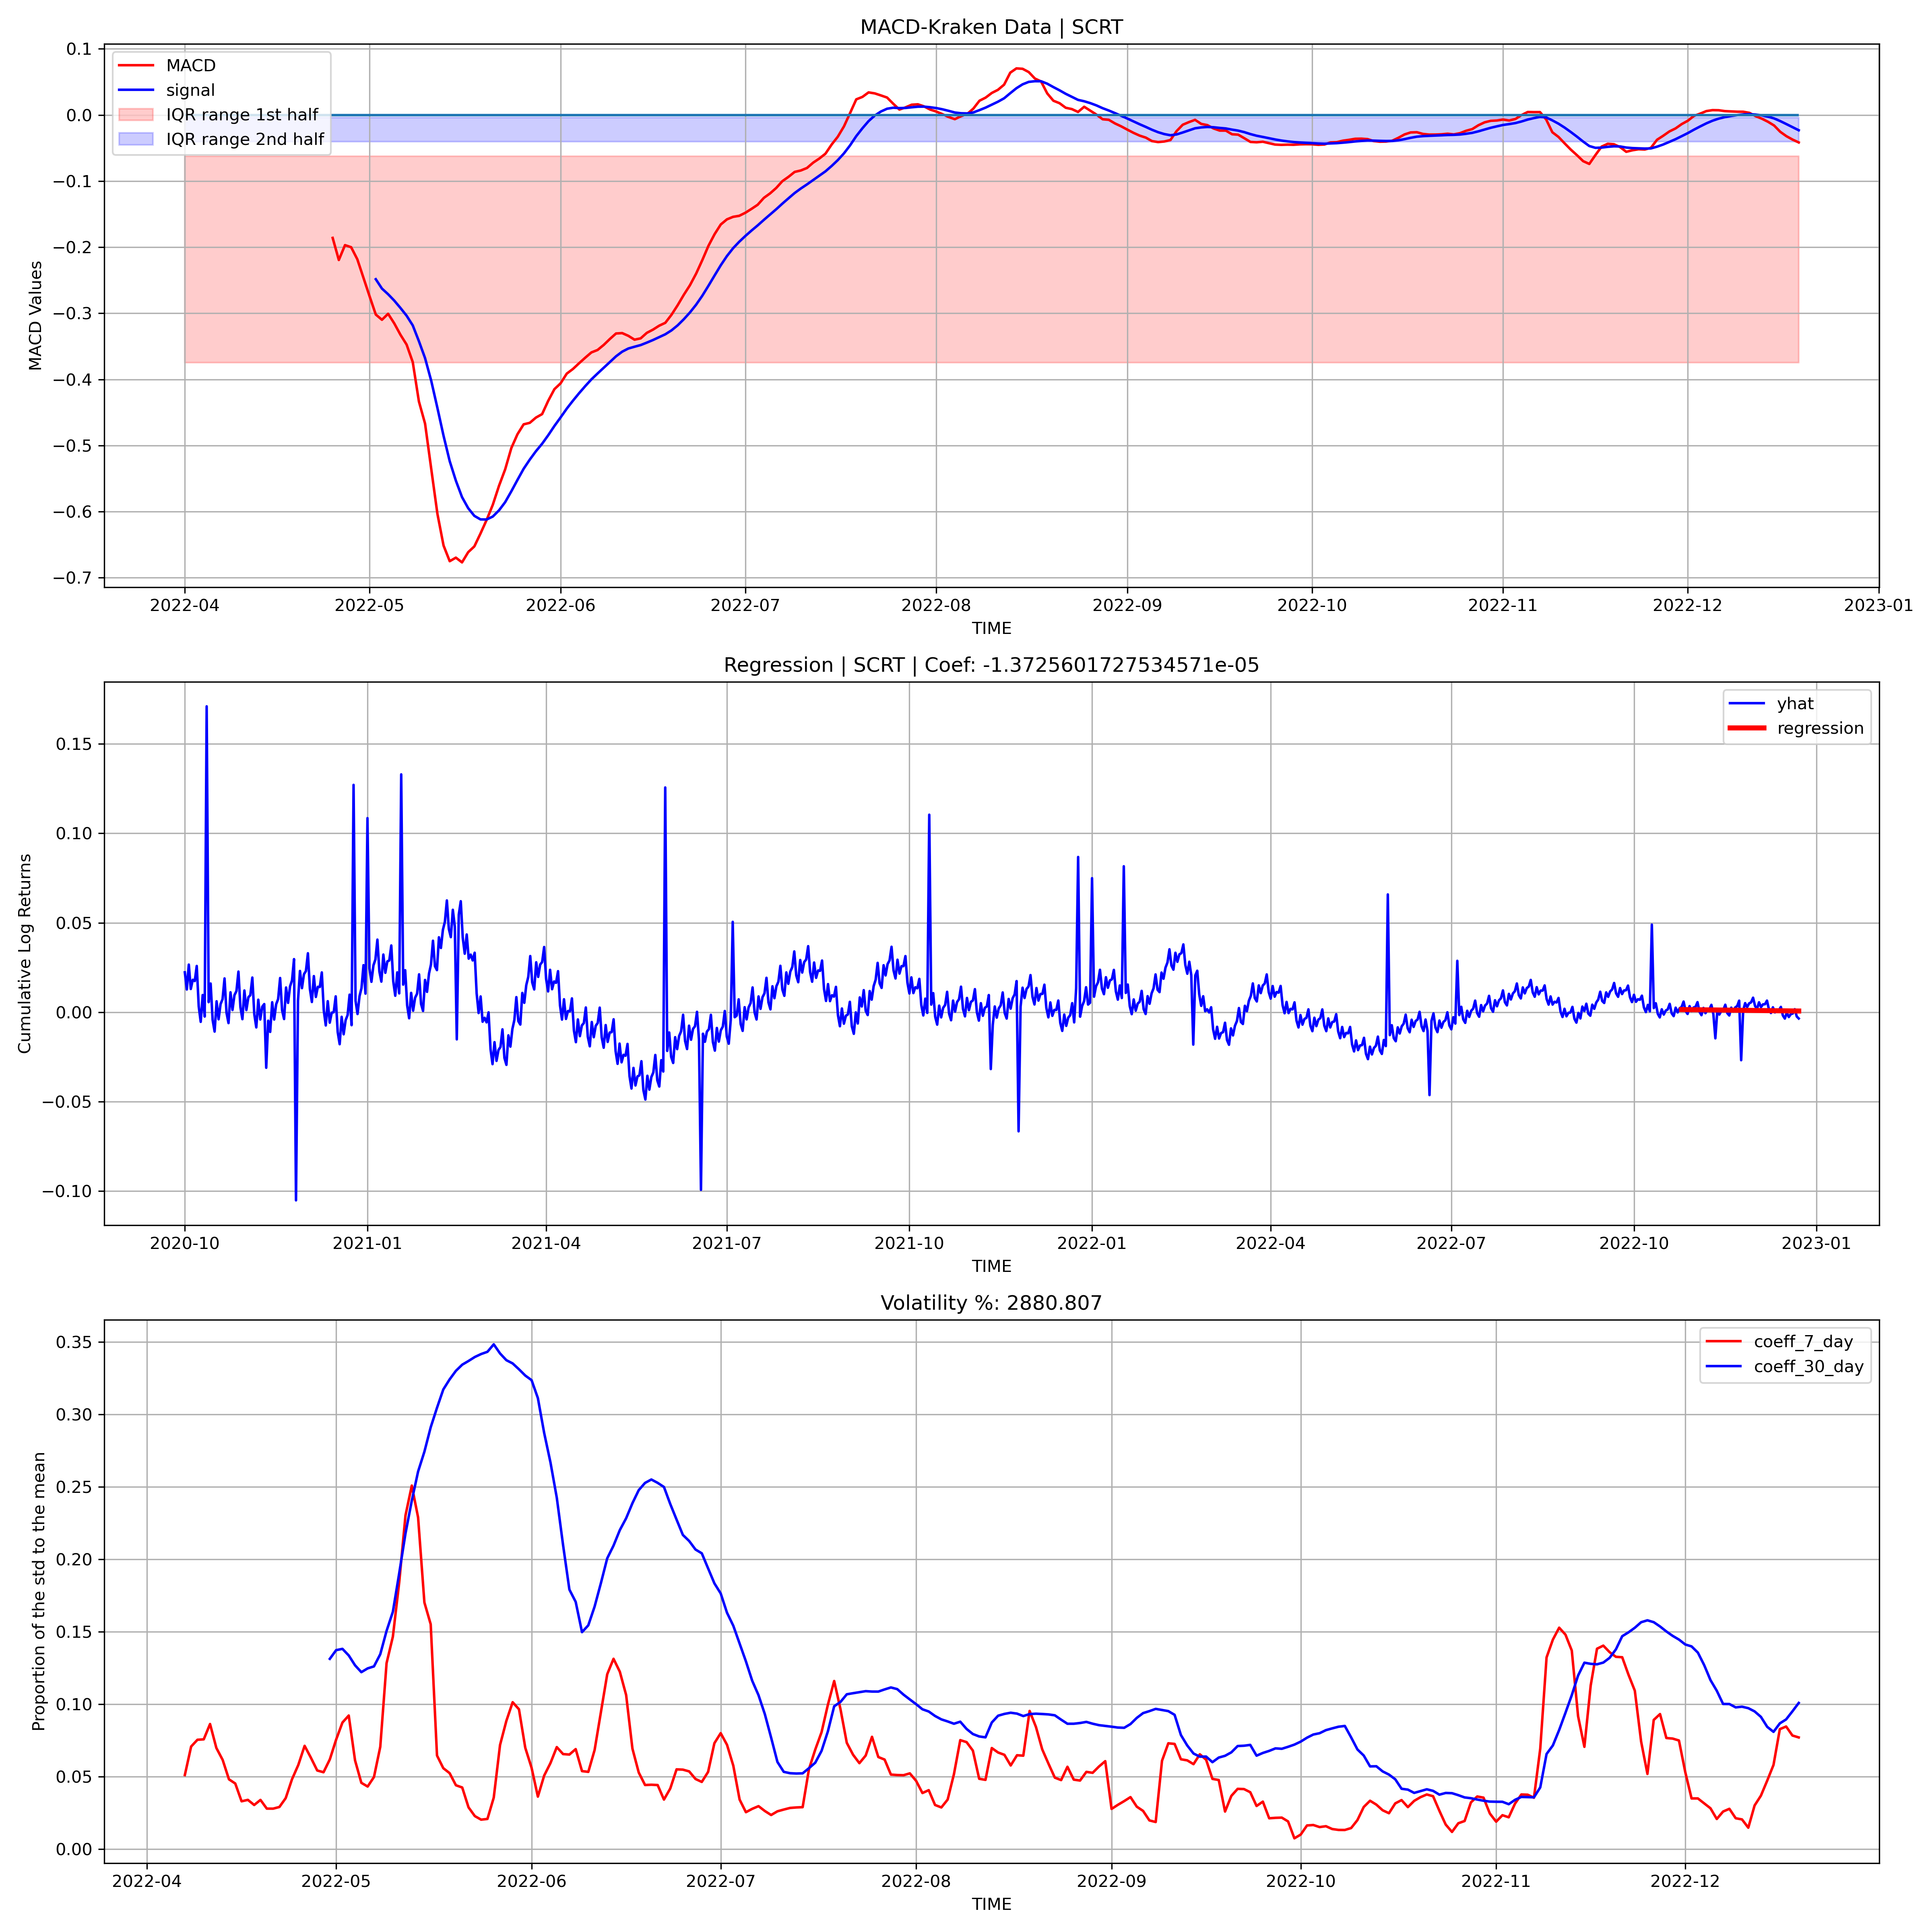 MACD-Kraken Data | SCRT
MACD
signal
IQR range 1st half
IQR range 2nd half
MACD Values
0.1
0.0
−0.1
−0.2
−0.3
−0.4
−0.5
−0.6
−0.7
2022-04 2022-05 2022-06 2022-07 2022-08 2022-09 2022-10 2022-11 2022-12 2023-01
TIME
Regression | SCRT | Coef: -1.3725601727534571e-05
yhat
regression
Cumulative Log Returns
0.15
0.10
0.05
0.00
−0.05
−0.10
2020-10 2021-01 2021-04 2021-07 2021-10 2022-01 2022-04 2022-07 2022-10 2023-01
TIME
Volatility %: 2880.807
coeff_7_day
coeff_30_day
Proportion of the std to the mean
0.35
0.30
0.25
0.20
0.15
0.10
0.05
0.00
2022-04 2022-05 2022-06 2022-07 2022-08 2022-09 2022-10 2022-11 2022-12
TIME